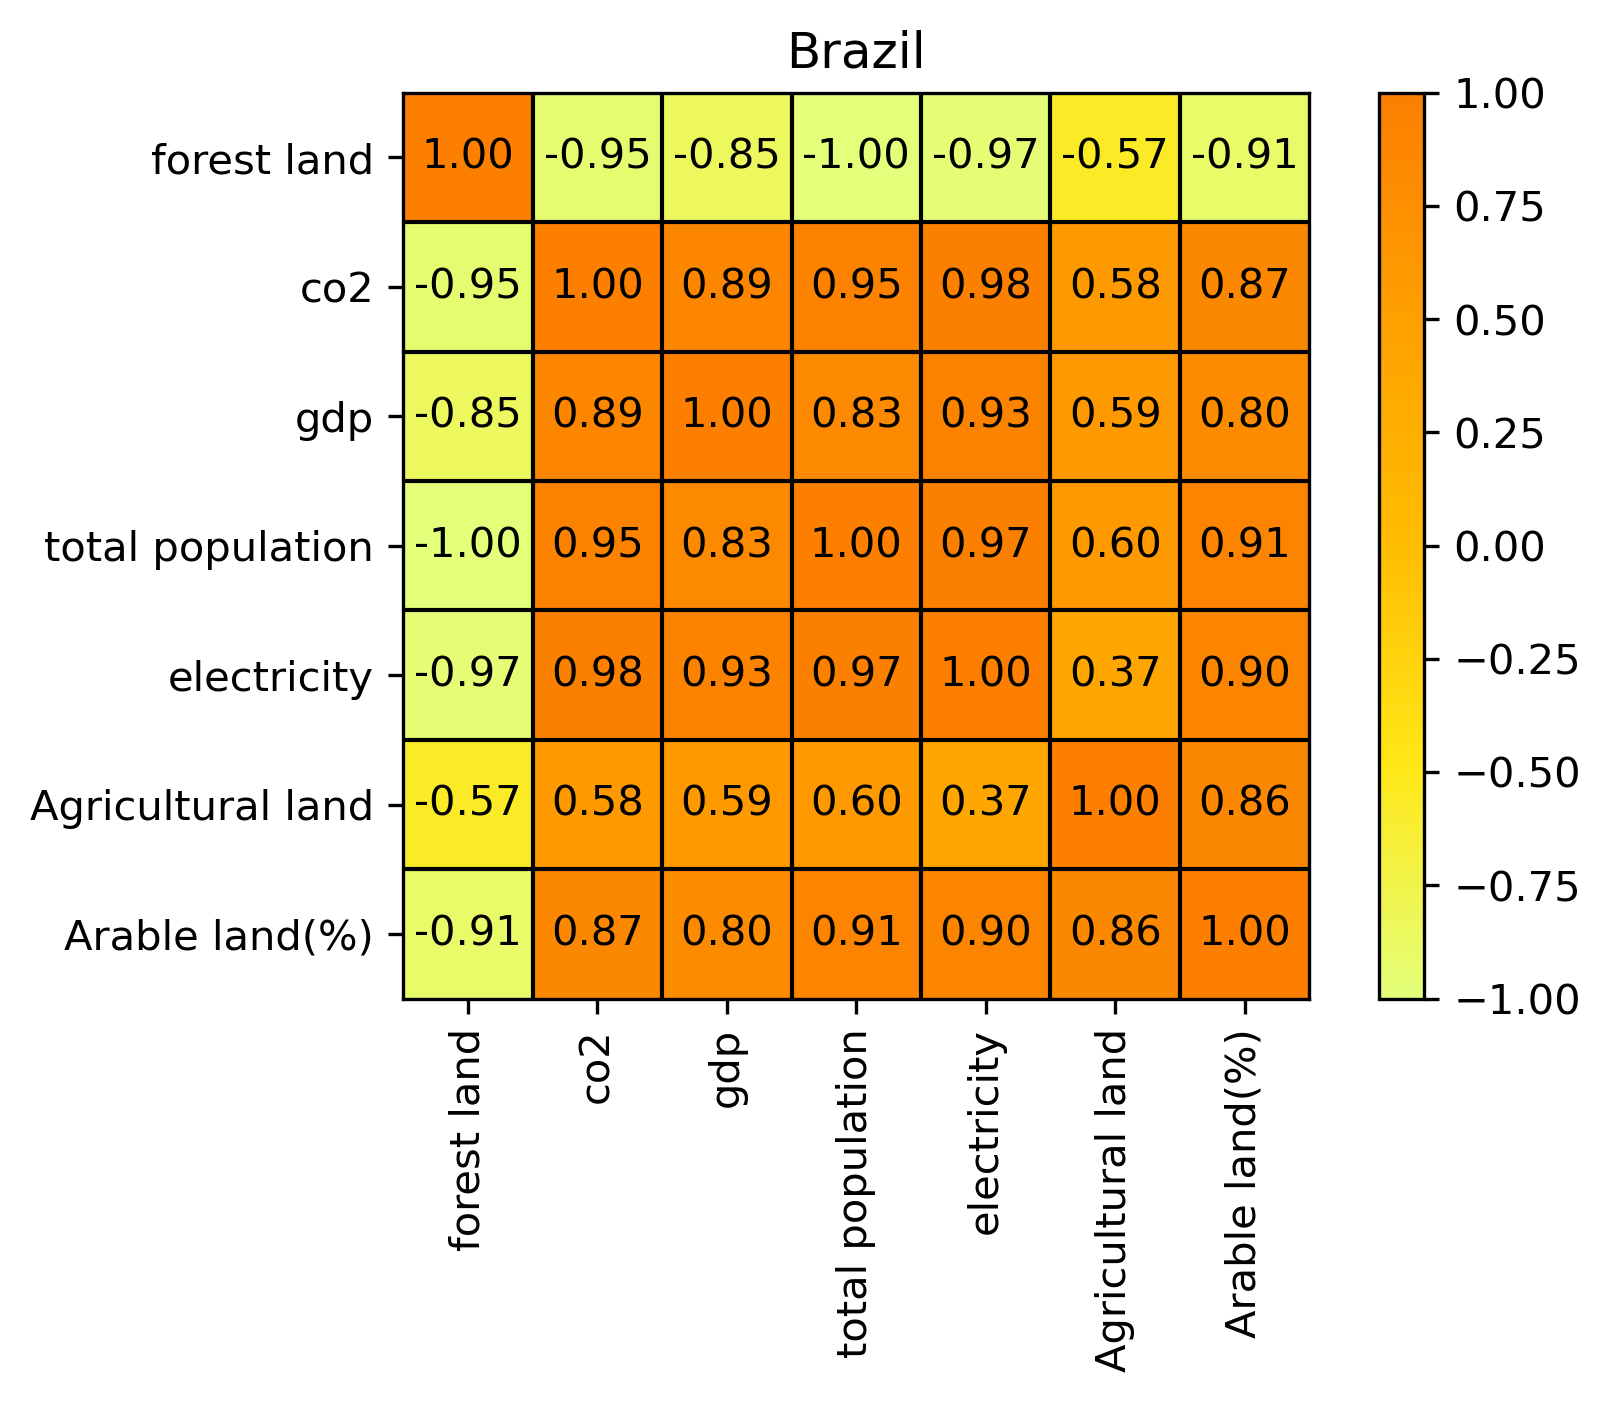 Brazil
forest land 1.00 -0.95 -0.85 -1.00 -0.97 -0.57 -0.91
co2 -0.95 1.00 0.89 0.95 0.98 0.58 0.87
gdp -0.85 0.89 1.00 0.83 0.93 0.59 0.80
total population -1.00 0.95 0.83 1.00 0.97 0.60 0.91
electricity -0.97 0.98 0.93 0.97 1.00 0.37 0.90
Agricultural land -0.57 0.58 0.59 0.60 0.37 1.00 0.86
Arable land(%) -0.91 0.87 0.80 0.91 0.90 0.86 1.00
forest land
co2
gdp
total population
electricity
Agricultural land
Arable land(%)
1.00
0.75
0.50
0.25
0.00
−0.25
−0.50
−0.75
−1.00